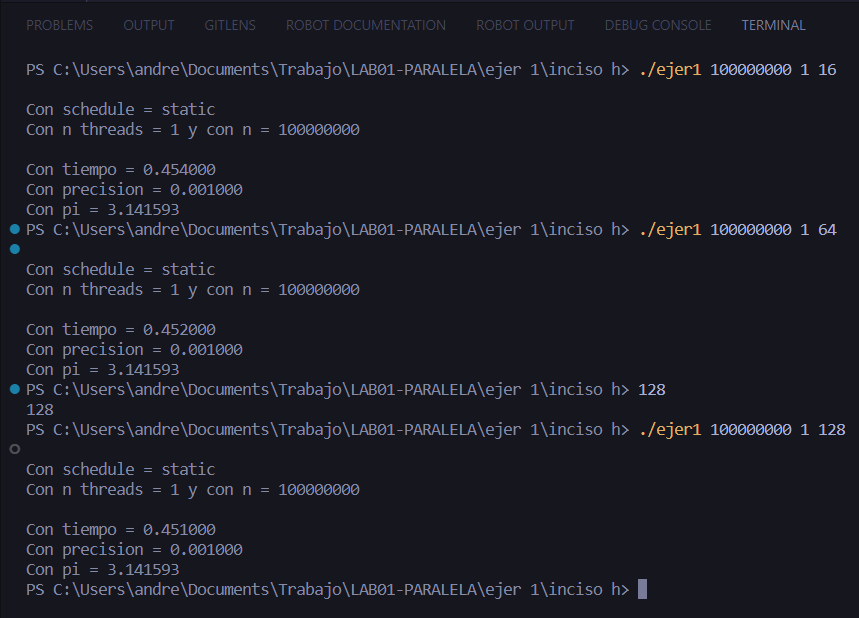 PROBLEMS OUTPUT GITLENS ROBOT DOCUMENTATION ROBOT OUTPUT DEBUG CONSOLE TERMINAL
PS C:\Users\andre\Documents\Trabajo\LAB01-PARALELA\ejer 1\inciso h> ./ejer1 100000000 1 16
Con schedule = static
Con n threads = 1 y con n = 100000000
Con tiempo = 0.454000
Con precision = 0.001000
Con pi = 3.141593
PS C:\Users\andre\Documents\Trabajo\LAB01-PARALELA\ejer 1\inciso h> ./ejer1 100000000 1 64
Con schedule = static
Con n threads = 1 y con n = 100000000
Con tiempo = 0.452000
Con precision = 0.001000
Con pi = 3.141593
PS C:\Users\andre\Documents\Trabajo\LAB01-PARALELA\ejer 1\inciso h> 128
128
PS C:\Users\andre\Documents\Trabajo\LAB01-PARALELA\ejer 1\inciso h> ./ejer1 100000000 1 128
Con schedule = static
Con n threads = 1 y con n = 100000000
Con tiempo = 0.451000
Con precision = 0.001000
Con pi = 3.141593
PS C:\Users\andre\Documents\Trabajo\LAB01-PARALELA\ejer 1\inciso h>